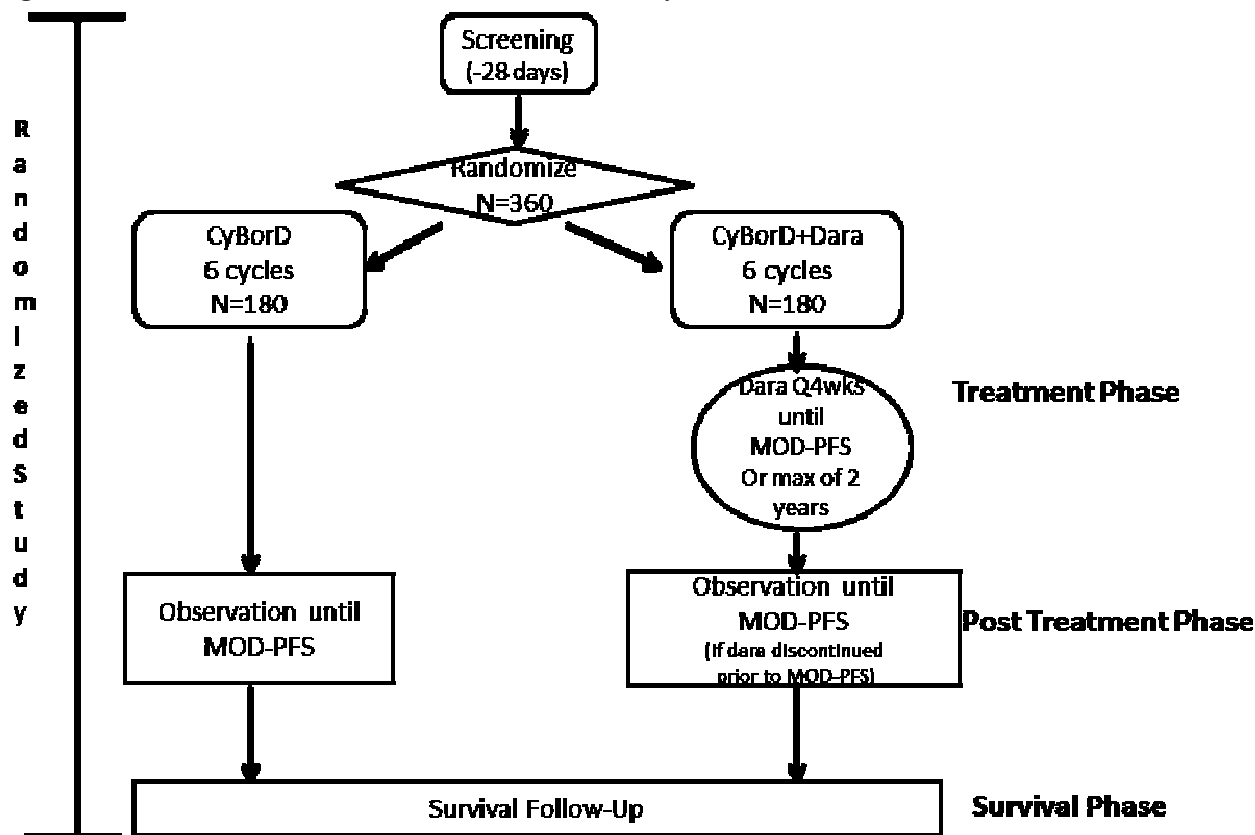 Screening
(-28 days)
Randomize
N=360
CyBorD
6 cycles
N=180
CyBorD+Dara
6 cycles
N=180
Dara Q4wks
until
MOD-PFS
Or max of 2
years
Treatment Phase
Observation until
MOD-PFS
Observation until
MOD-PFS
(if dara discontinued
prior to MOD-PFS)
Post Treatment Phase
Survival Follow-Up
Survival Phase
Randomized Study